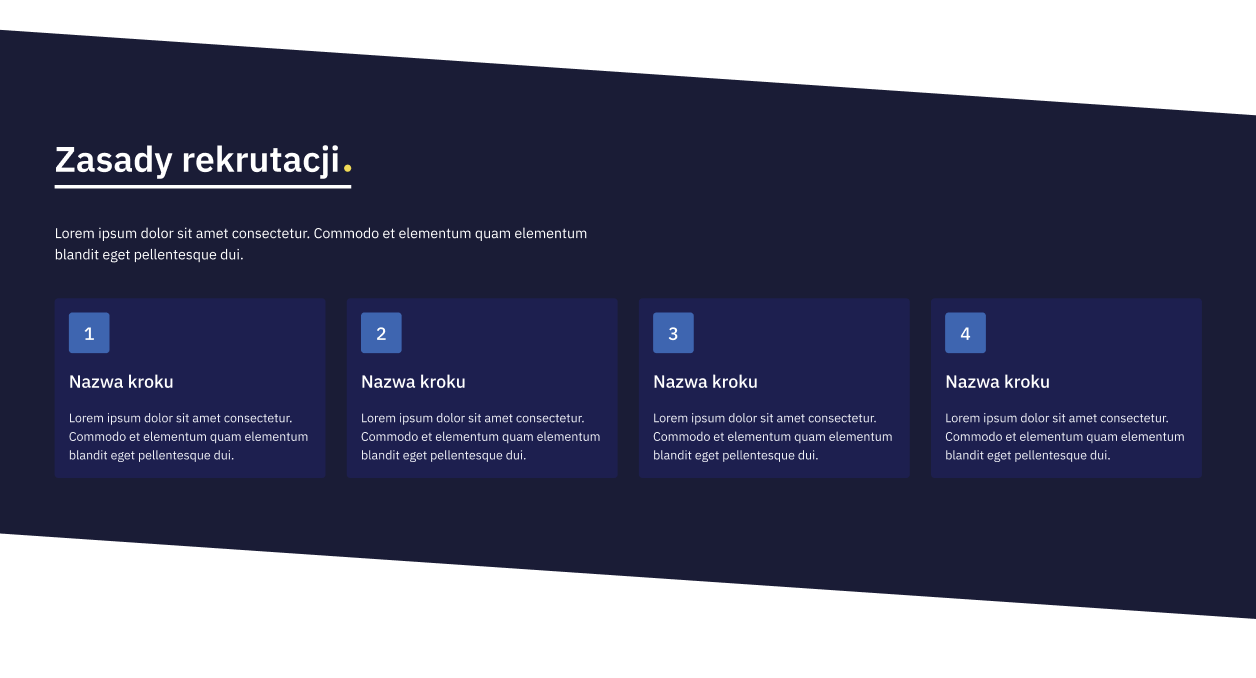 Zasady rekrutacji.
Lorem ipsum dolor sit amet consectetur. Commodo et elementum quam elementum
blandit eget pellentesque dui.
1
Nazwa kroku
Lorem ipsum dolor sit amet consectetur.
Commodo et elementum quam elementum
blandit eget pellentesque dui.
2
Nazwa kroku
Lorem ipsum dolor sit amet consectetur.
Commodo et elementum quam elementum
blandit eget pellentesque dui.
3
Nazwa kroku
Lorem ipsum dolor sit amet consectetur.
Commodo et elementum quam elementum
blandit eget pellentesque dui.
4
Nazwa kroku
Lorem ipsum dolor sit amet consectetur.
Commodo et elementum quam elementum
blandit eget pellentesque dui.